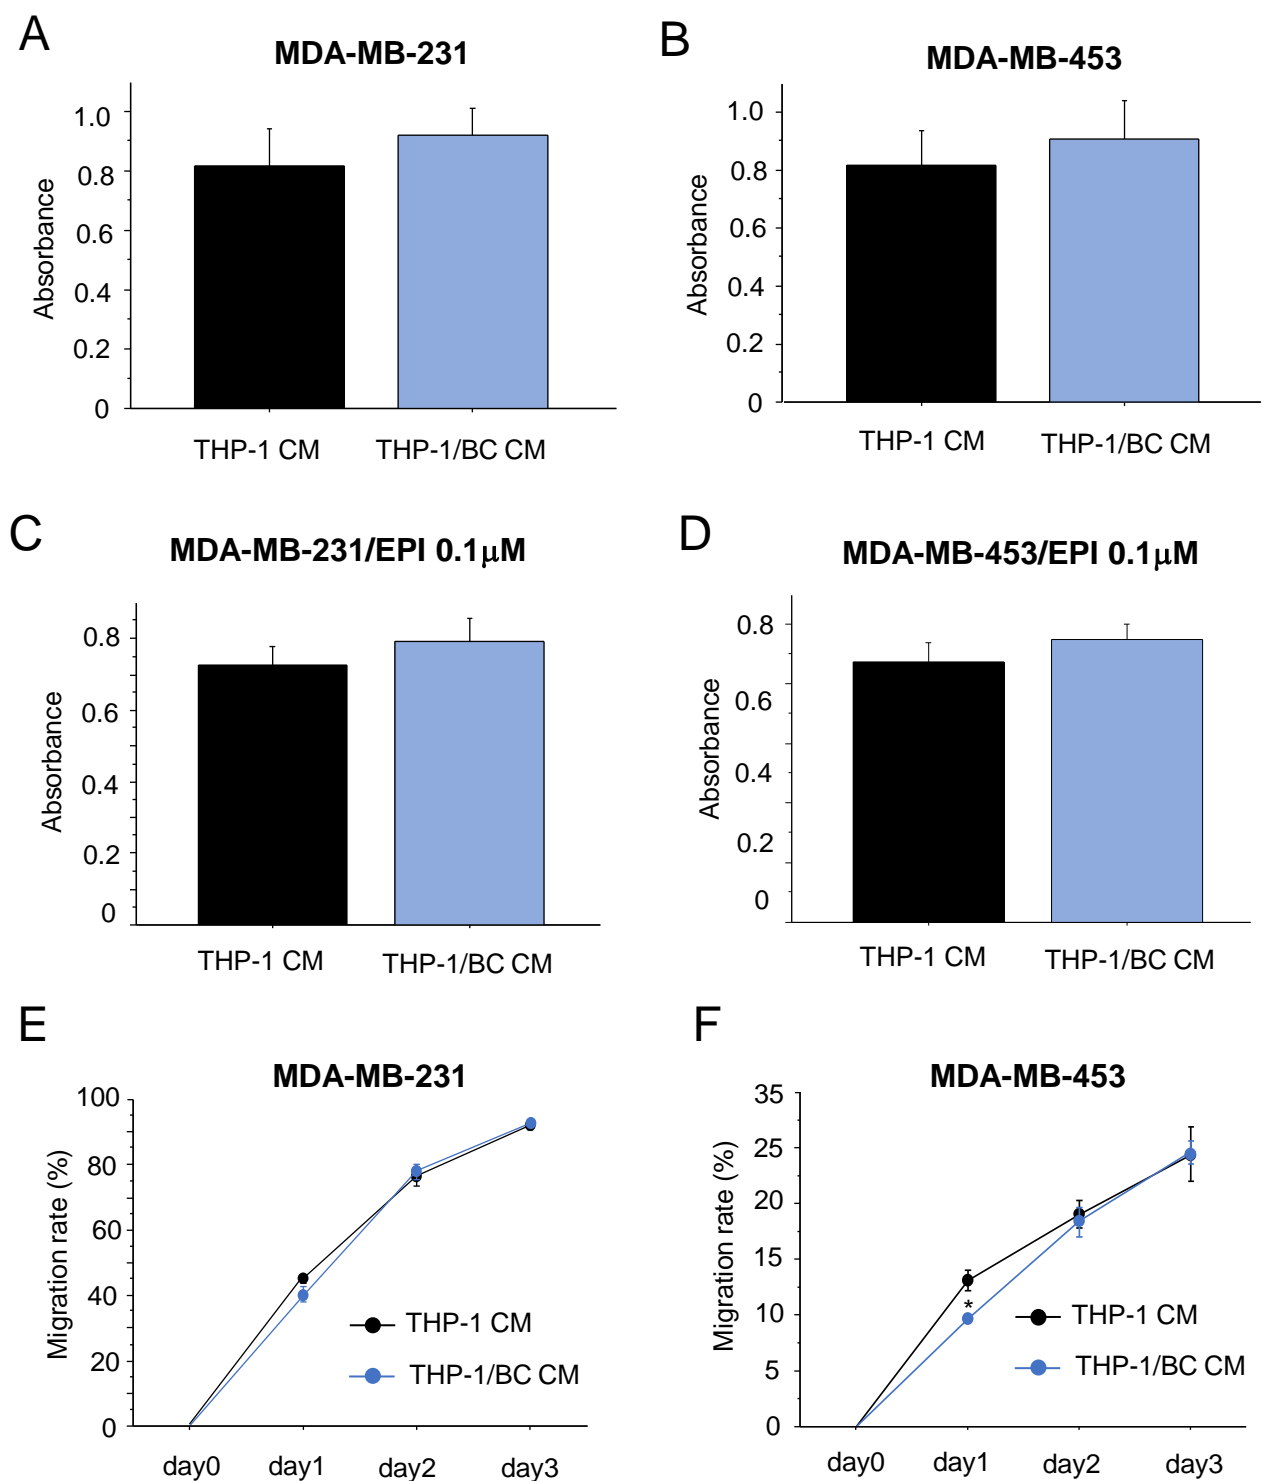 A
MDA-MB-231
Absorbance
1.0
0.8
0.6
0.4
0.2
0
THP-1 CM
THP-1/BC CM
B
MDA-MB-453
Absorbance
1.0
0.8
0.6
0.4
0.2
0
THP-1 CM
THP-1/BC CM
C
MDA-MB-231/EPI 0.1μM
Absorbance
0.8
0.6
0.4
0.2
0
THP-1 CM
THP-1/BC CM
D
MDA-MB-453/EPI 0.1μM
Absorbance
0.8
0.6
0.4
0.2
0
THP-1 CM
THP-1/BC CM
E
MDA-MB-231
Migration rate (%)
100
80
60
40
20
0
THP-1 CM
THP-1/BC CM
day0 day1 day2 day3
F
MDA-MB-453
Migration rate (%)
35
25
20
15
10
5
0
*
THP-1 CM
THP-1/BC CM
day0 day1 day2 day3